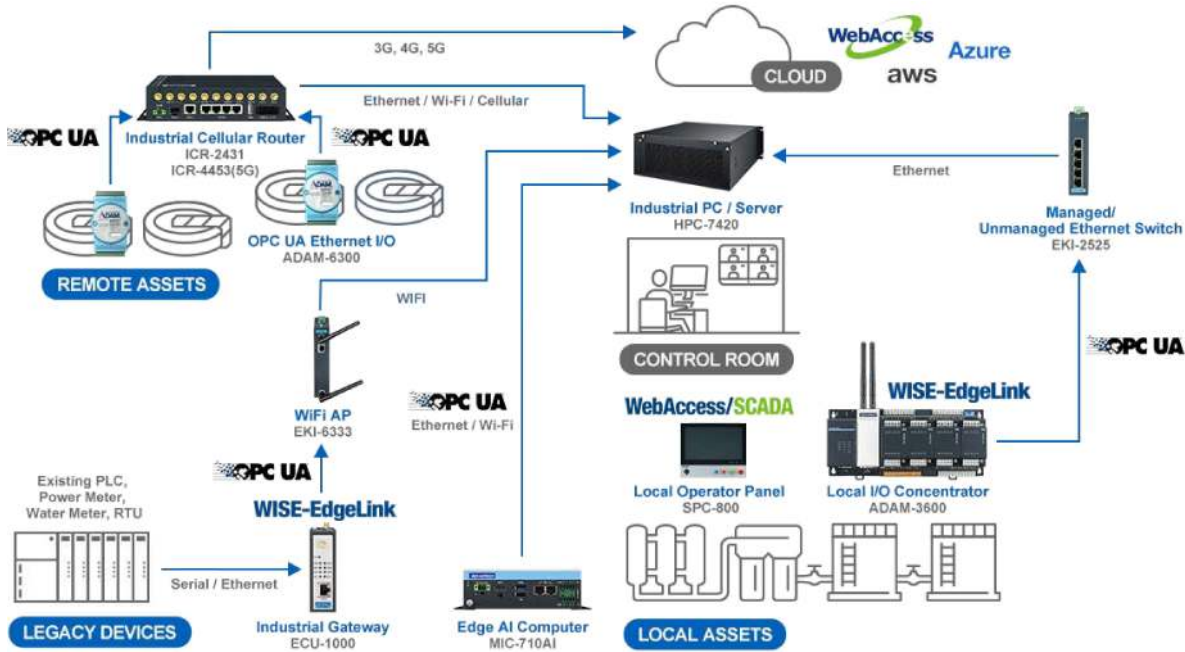 3G, 4G, 5G
WebAccess
Azure
aws
CLOUD
Ethernet / Wi-Fi / Cellular
OPC UA
OPC UA
Industrial Cellular Router
ICR-2431
ICR-4453(5G)
ADAM
ADAM
OPC UA Ethernet I/O
ADAM-6300
REMOTE ASSETS
Ethernet
Industrial PC / Server
HPC-7420
Managed/
Unmanaged Ethernet Switch
EKI-2525
WIFI
CONTROL ROOM
OPC UA
WiFi AP
EKI-6333
OPC UA
Ethernet / Wi-Fi
WebAccess/SCADA
WISE-EdgeLink
Local Operator Panel
SPC-800
Local I/O Concentrator
ADAM-3600
OPC UA
WISE-EdgeLink
Existing PLC,
Power Meter,
Water Meter, RTU
Serial / Ethernet
LEGACY DEVICES
Industrial Gateway
ECU-1000
Edge AI Computer
MIC-710AI
LOCAL ASSETS